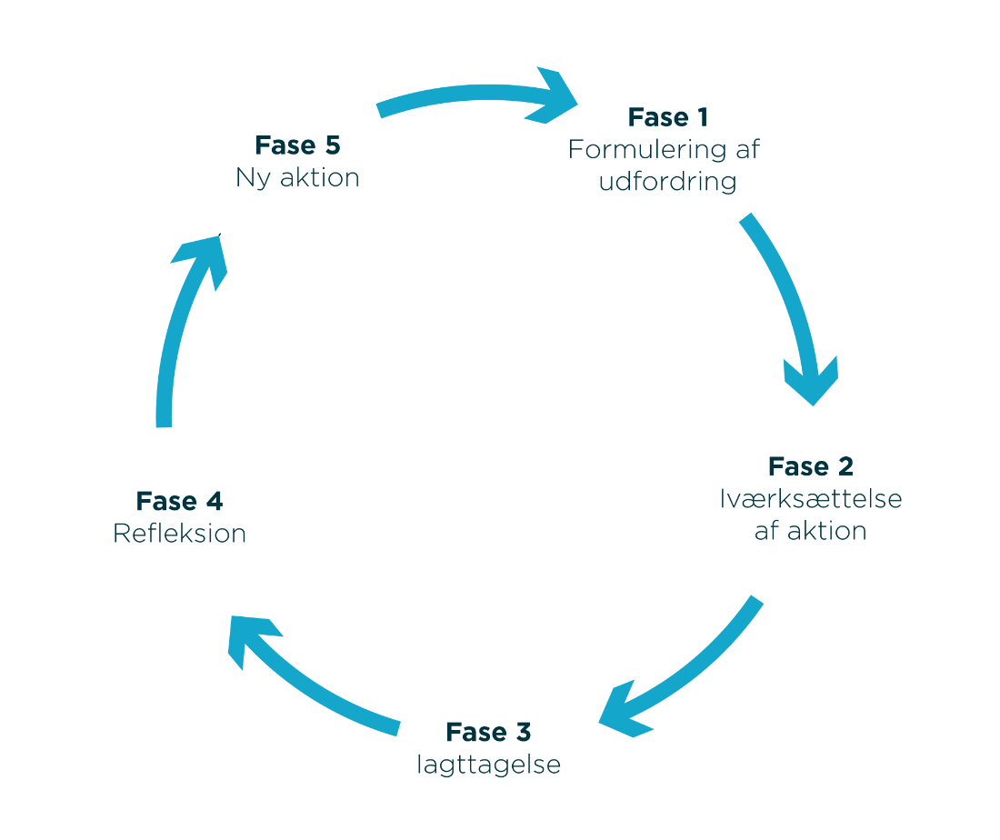 Fase 1
Formulering af
udfordring
Fase 2
Iværksættelse
af aktion
Fase 3
Iagttagelse
Fase 4
Refleksion
Fase 5
Ny aktion